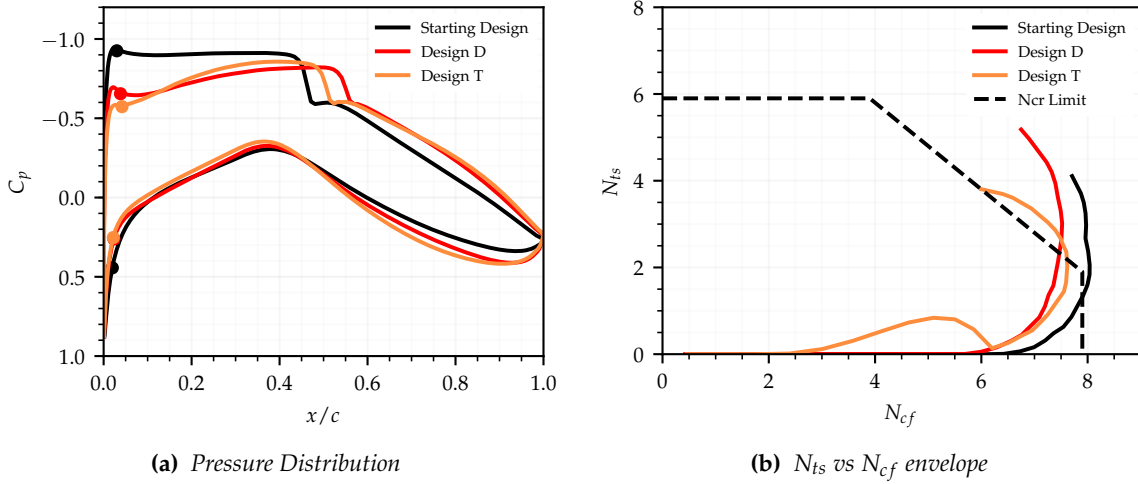 −1.0
−0.5
0.0
0.5
1.0
C_p
0.0 0.2 0.4 0.6 0.8 1.0
x/c
Starting Design
Design D
Design T
(a) Pressure Distribution
8
6
4
2
0
N_ts
0 2 4 6 8
N_cf
Starting Design
Design D
Design T
Ncr Limit
(b) N_ts vs N_cf envelope